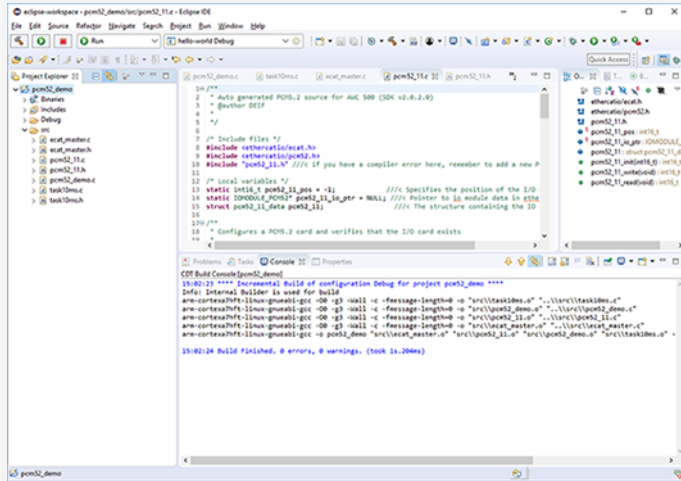 eclipse-workspace - pcm52_demo/src/pcm52_11.c - Eclipse IDE
File Edit Source Refactor Navigate Search Project Run Window Help
Run
hello-world Debug
Quick Access
Project Explorer
pcm52_demo.c
task10ms.c
ecat_master.c
pcm52_11.c
pcm52_11.h
pcm52_demo
Binaries
Includes
Debug
src
ecat_master.c
ecat_master.h
pcm52_11.c
pcm52_11.h
pcm52_demo.c
task10ms.c
task10ms.h
/**
* Auto generated PCM5.2 source for AWC 500 (SDK v2.0.2.0)
* @author DEIF
*
*/
/* Include files */
#include <ethercatio/ecat.h>
#include <ethercatio/pcm52.h>
#include "pcm52_11.h" ///< if you have a compiler error here, remember to add a new P
/* Local variables */
static int16_t pcm52_11_pos = -1; ///< Specifies the position of the I/O
static IOMODULE_PCM52* pcm52_11_io_ptr = NULL; ///< Pointer to io module data in ethe
struct pcm52_11_data pcm52_11; ///< The structure containing the IO
/**
* Configures a PCM5.2 card and verifies that the I/O card exists
ethercatio/ecat.h
ethercatio/pcm52.h
pcm52_11.h
pcm52_11_pos : int16_t
pcm52_11_io_ptr : IOMODULE
pcm52_11 : struct pcm52_11_d
pcm52_11_init(int16_t) : int16
pcm52_11_write(void) : int16_
pcm52_11_read(void) : int16_t
Problems Tasks Console Properties
CDT Build Console [pcm52_demo]
15:02:23 **** Incremental Build of configuration Debug for project pcm52_demo ****
Info: Internal Builder is used for build
arm-cortexa7hft-linux-gnueabi-gcc -O0 -g3 -Wall -c -fmessage-length=0 -o "src\\task10ms.o" "..\\src\\task10ms.c"
arm-cortexa7hft-linux-gnueabi-gcc -O0 -g3 -Wall -c -fmessage-length=0 -o "src\\pcm52_demo.o" "..\\src\\pcm52_demo.c"
arm-cortexa7hft-linux-gnueabi-gcc -O0 -g3 -Wall -c -fmessage-length=0 -o "src\\pcm52_11.o" "..\\src\\pcm52_11.c"
arm-cortexa7hft-linux-gnueabi-gcc -O0 -g3 -Wall -c -fmessage-length=0 -o "src\\ecat_master.o" "..\\src\\ecat_master.c"
arm-cortexa7hft-linux-gnueabi-gcc -o pcm52_demo "src\\ecat_master.o" "src\\pcm52_11.o" "src\\pcm52_demo.o" "src\\task10ms.o" -
15:02:24 Build Finished. 0 errors, 0 warnings. (took 1s.204ms)
pcm52_demo